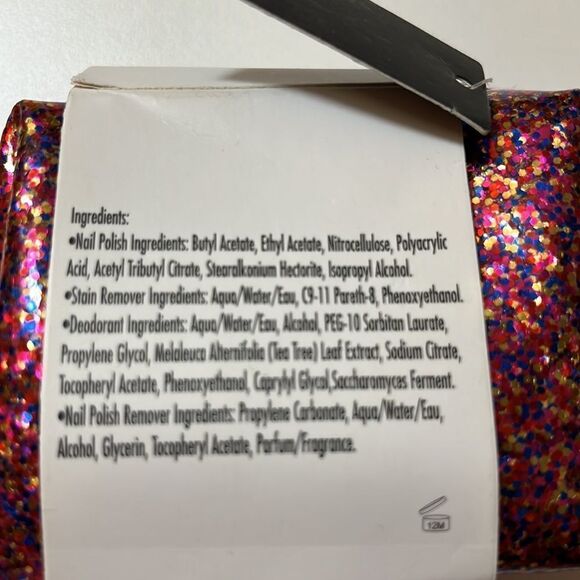 Ingredients:
•Nail Polish Ingredients: Butyl Acetate, Ethyl Acetate, Nitrocellulose, Polyacrylic
Acid, Acetyl Tributyl Citrate, Stearalkonium Hectorite, Isopropyl Alcohol.
•Stain Remover Ingredients: Aqua/Water/Eau, C9-11 Pareth-8, Phenoxyethanol.
•Deodorant Ingredients: Aqua/Water/Eau, Alcohol, PEG-10 Sorbitan Laurate,
Propylene Glycol, Melaleuca Alternifolia (Tea Tree) Leaf Extract, Sodium Citrate,
Tocopheryl Acetate, Phenoxyethanol, Caprylyl Glycol,Saccharomyces Ferment.
•Nail Polish Remover Ingredients: Propylene Carbonate, Aqua/Water/Eau,
Alcohol, Glycerin, Tocopheryl Acetate, Parfum/Fragrance.
12M